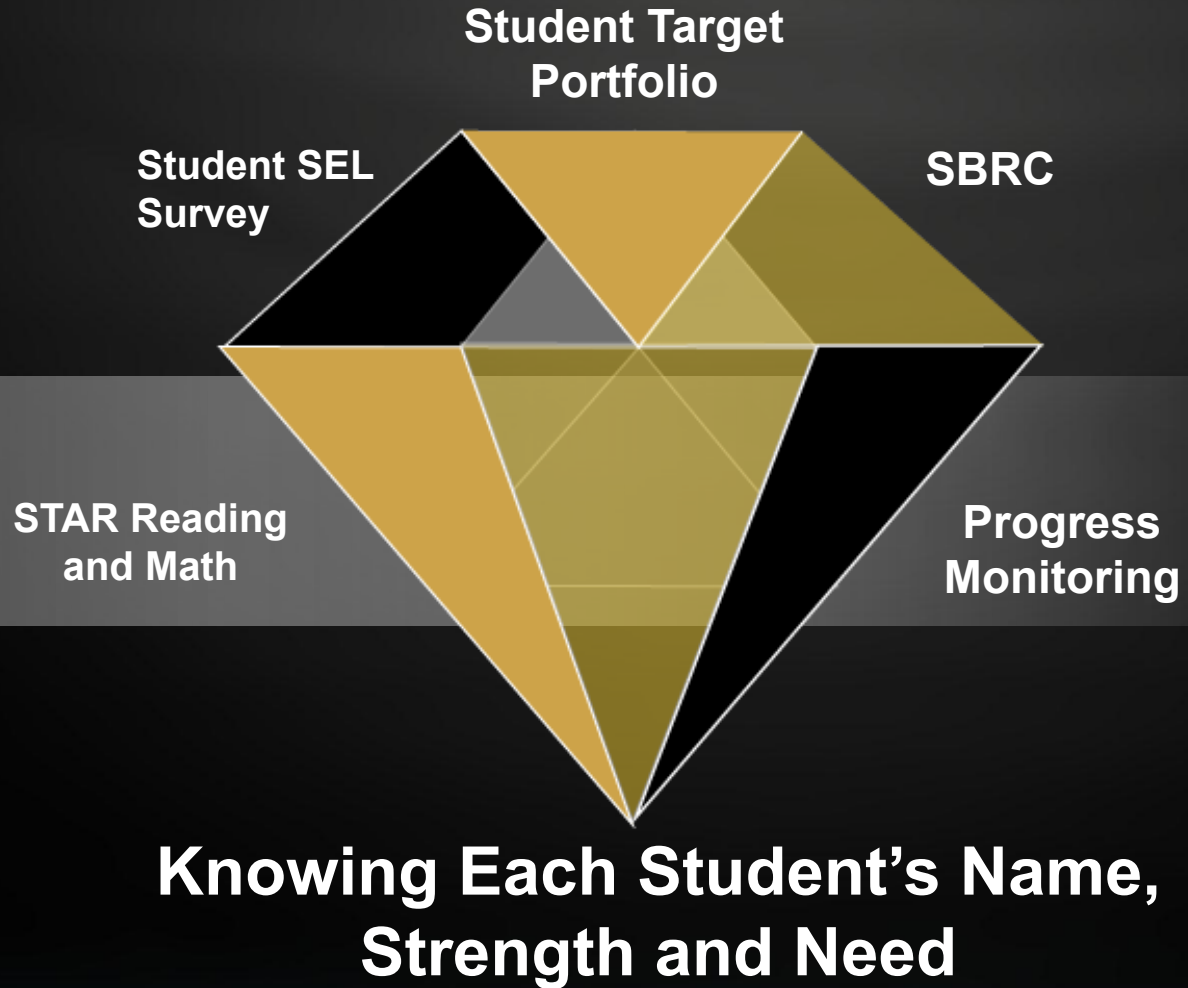 Student Target
Portfolio
Student SEL
Survey
SBRC
STAR Reading
and Math
Progress
Monitoring
Knowing Each Student’s Name,
Strength and Need